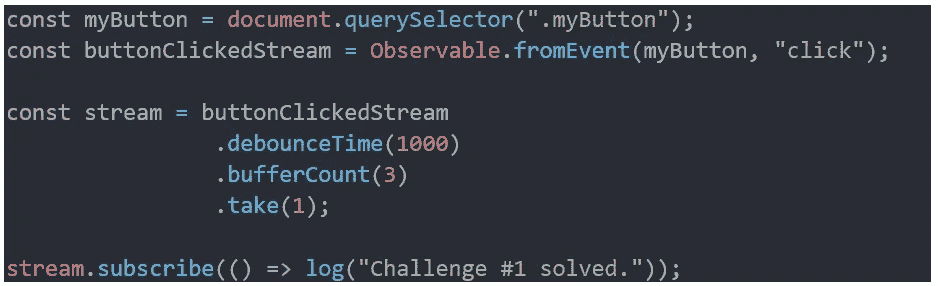 const myButton = document.querySelector(".myButton");
const buttonClickedStream = Observable.fromEvent(myButton, "click");
const stream = buttonClickedStream
.debounceTime(1000)
.bufferCount(3)
.take(1);
stream.subscribe(() => log("Challenge #1 solved."));